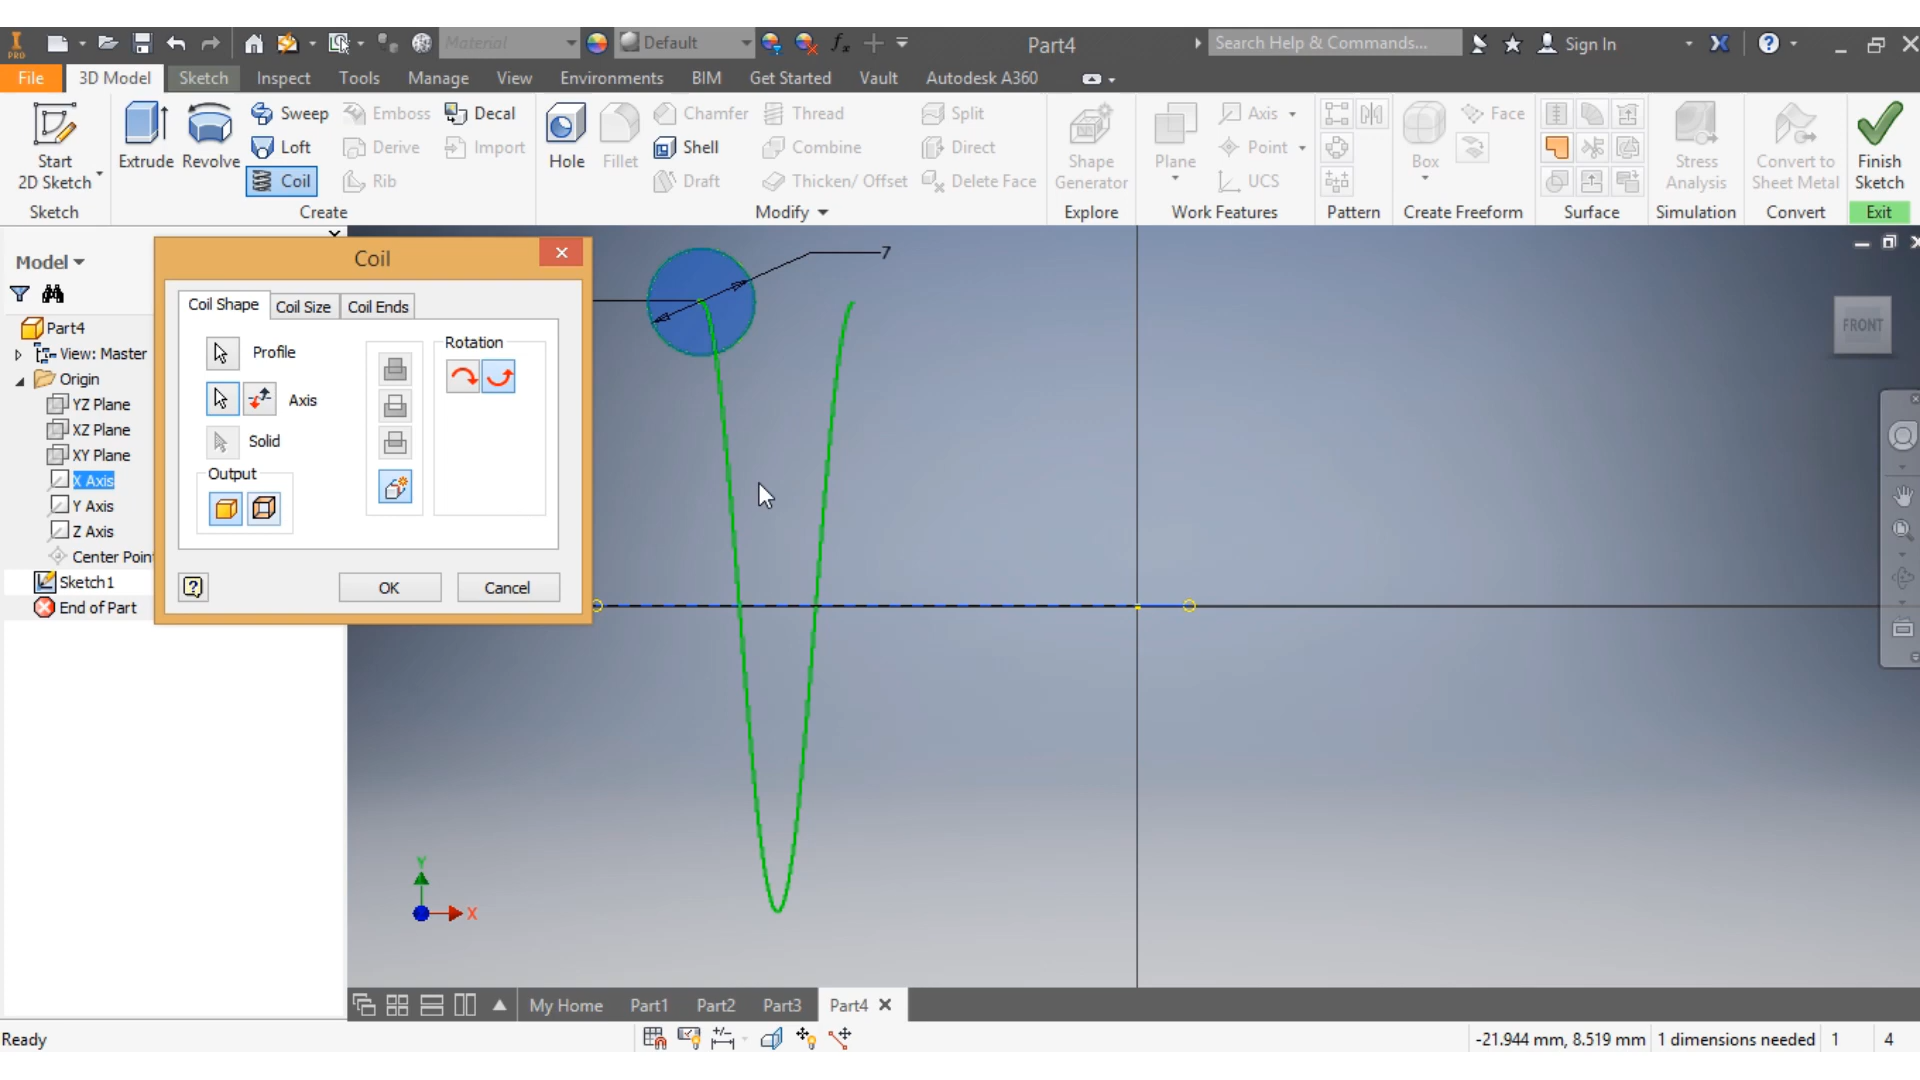 PRO
Material
Default
Part4
Search Help & Commands...
Sign In
File
3D Model
Sketch
Inspect
Tools
Manage
View
Environments
BIM
Get Started
Vault
Autodesk A360
Start
2D Sketch
Extrude
Revolve
Sweep
Loft
Coil
Emboss
Derive
Rib
Decal
Import
Hole
Fillet
Chamfer
Shell
Draft
Thread
Combine
Thicken/ Offset
Split
Direct
Delete Face
Shape
Generator
Plane
Axis
Point
UCS
Box
Face
Stress
Analysis
Convert to
Sheet Metal
Finish
Sketch
Sketch
Create
Modify
Explore
Work Features
Pattern
Create Freeform
Surface
Simulation
Convert
Exit
Model
Part4
View: Master
Origin
YZ Plane
XZ Plane
XY Plane
X Axis
Y Axis
Z Axis
Center Poin
Sketch1
End of Part
Coil
Coil Shape
Coil Size
Coil Ends
Profile
Axis
Solid
Output
Rotation
OK
Cancel
7
FRONT
Y
X
My Home
Part1
Part2
Part3
Part4
Ready
-21.944 mm, 8.519 mm
1 dimensions needed
1
4